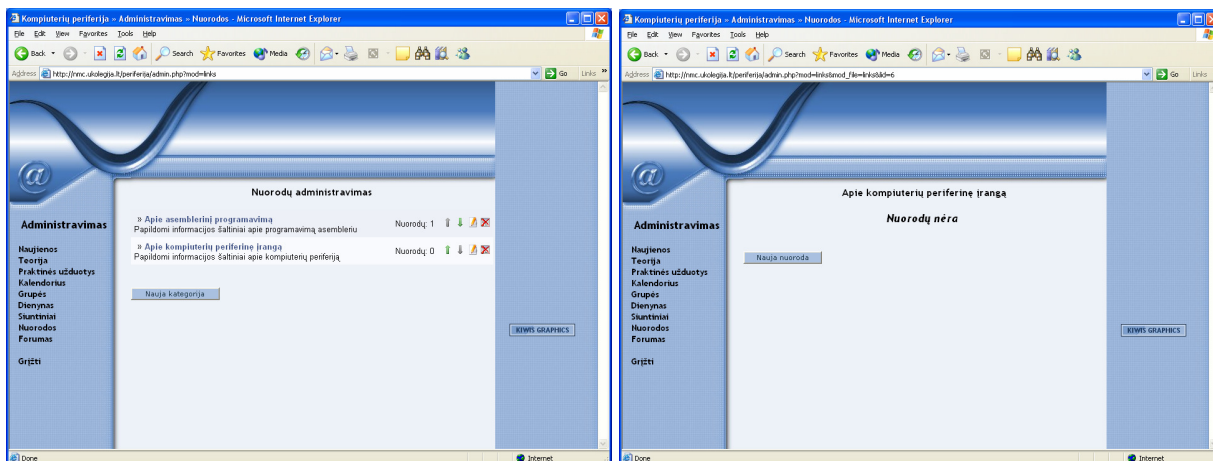 Kompiuterių periferija » Administravimas » Nuorodos - Microsoft Internet Explorer
File Edit View Favorites Tools Help
Back Search Favorites Media
Address http://nmc.ukolegija.lt/periferija/admin.php?mod=links Go Links »
@
Nuorodų administravimas
Administravimas
Naujienos
Teorija
Praktinės užduotys
Kalendorius
Grupės
Dienynas
Siuntiniai
Nuorodos
Forumas
Grįžti
» Apie asemblerinį programavimą Nuorodų: 1
Papildomi informacijos šaltiniai apie programavimą asembleriu
» Apie kompiuterių periferinę įrangą Nuorodų: 0
Papildomi informacijos šaltiniai apie kompiuterių periferiją
Nauja kategorija
KIWIS GRAPHICS
Done Internet
Kompiuterių periferija » Administravimas » Nuorodos - Microsoft Internet Explorer
File Edit View Favorites Tools Help
Back Search Favorites Media
Address http://nmc.ukolegija.lt/periferija/admin.php?mod=links&mod_file=links&kid=6 Go Links
@
Apie kompiuterių periferinę įrangą
Nuorodų nėra
Administravimas
Naujienos
Teorija
Praktinės užduotys
Kalendorius
Grupės
Dienynas
Siuntiniai
Nuorodos
Forumas
Grįžti
Nauja nuoroda
KIWIS GRAPHICS
Done Internet